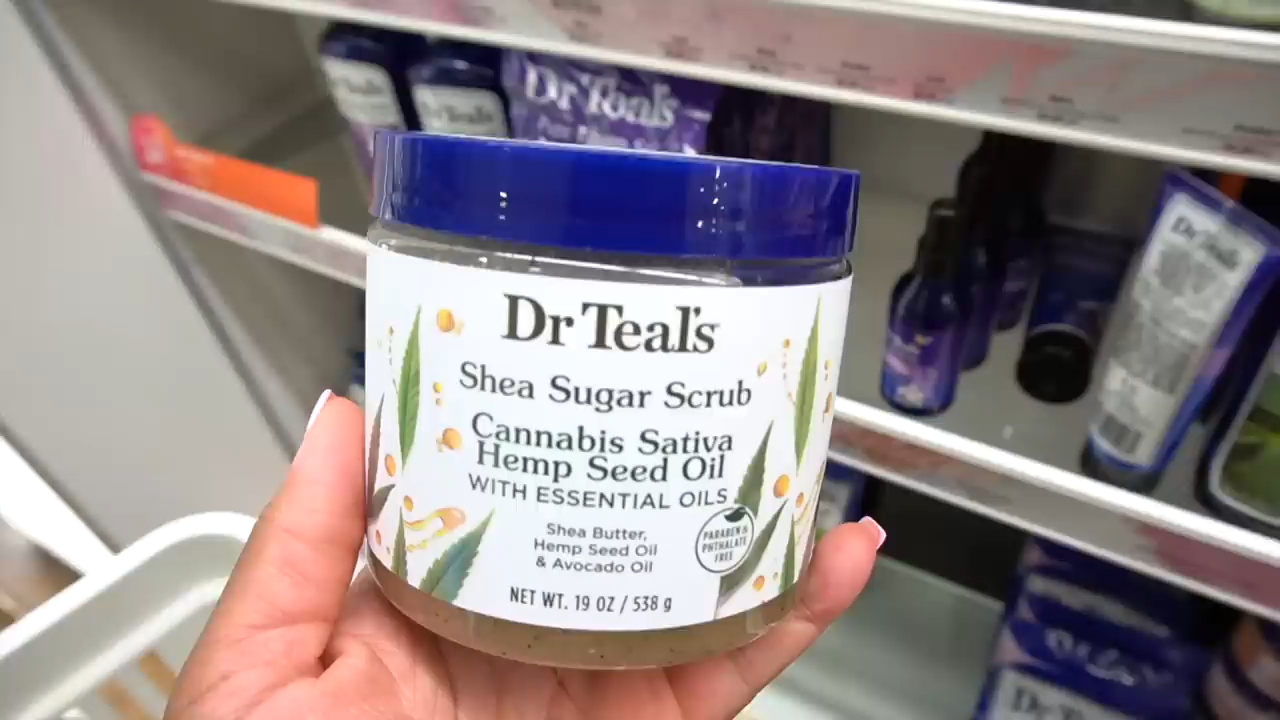 Dr Teal's
Dr Teal's
Shea Sugar Scrub
Cannabis Sativa
Hemp Seed Oil
WITH ESSENTIAL OILS
Shea Butter,
Hemp Seed Oil
& Avocado Oil
PARABEN &
PHTHALATE
FREE
NET WT. 19 OZ / 538 g
Dr Teal's